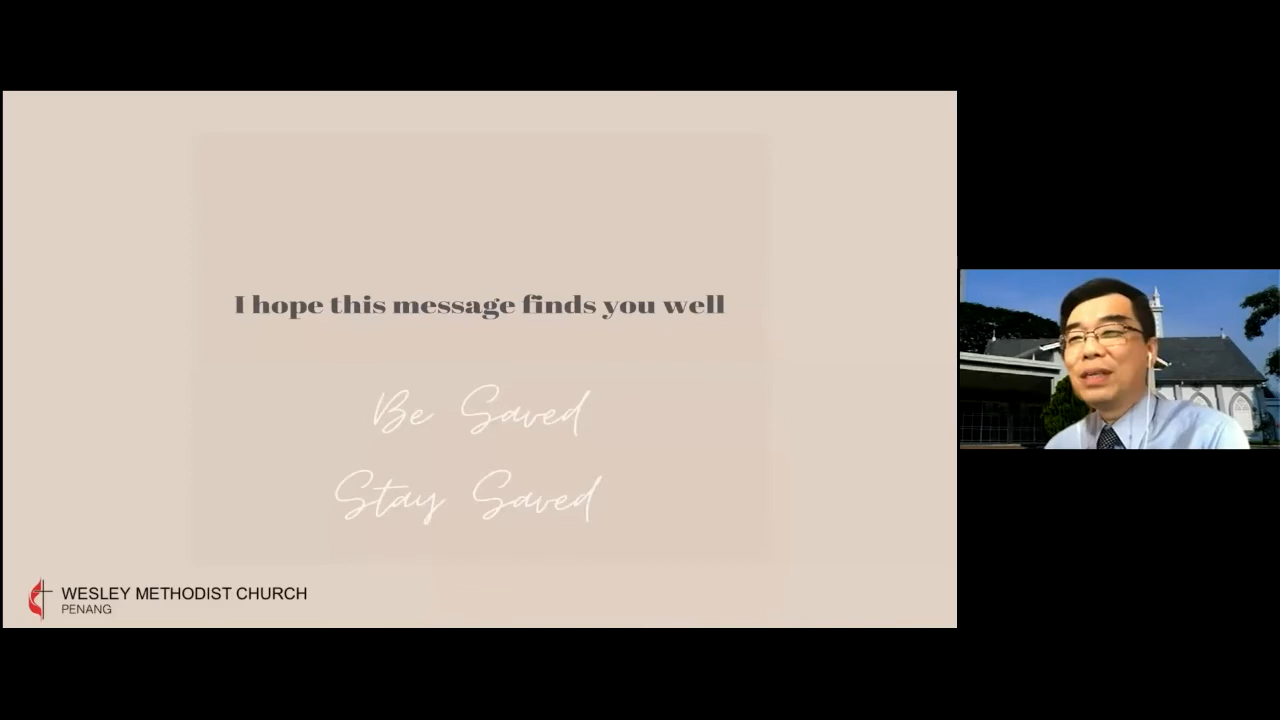 I hope this message finds you well
Be Saved
Stay Saved
WESLEY METHODIST CHURCH
PENANG